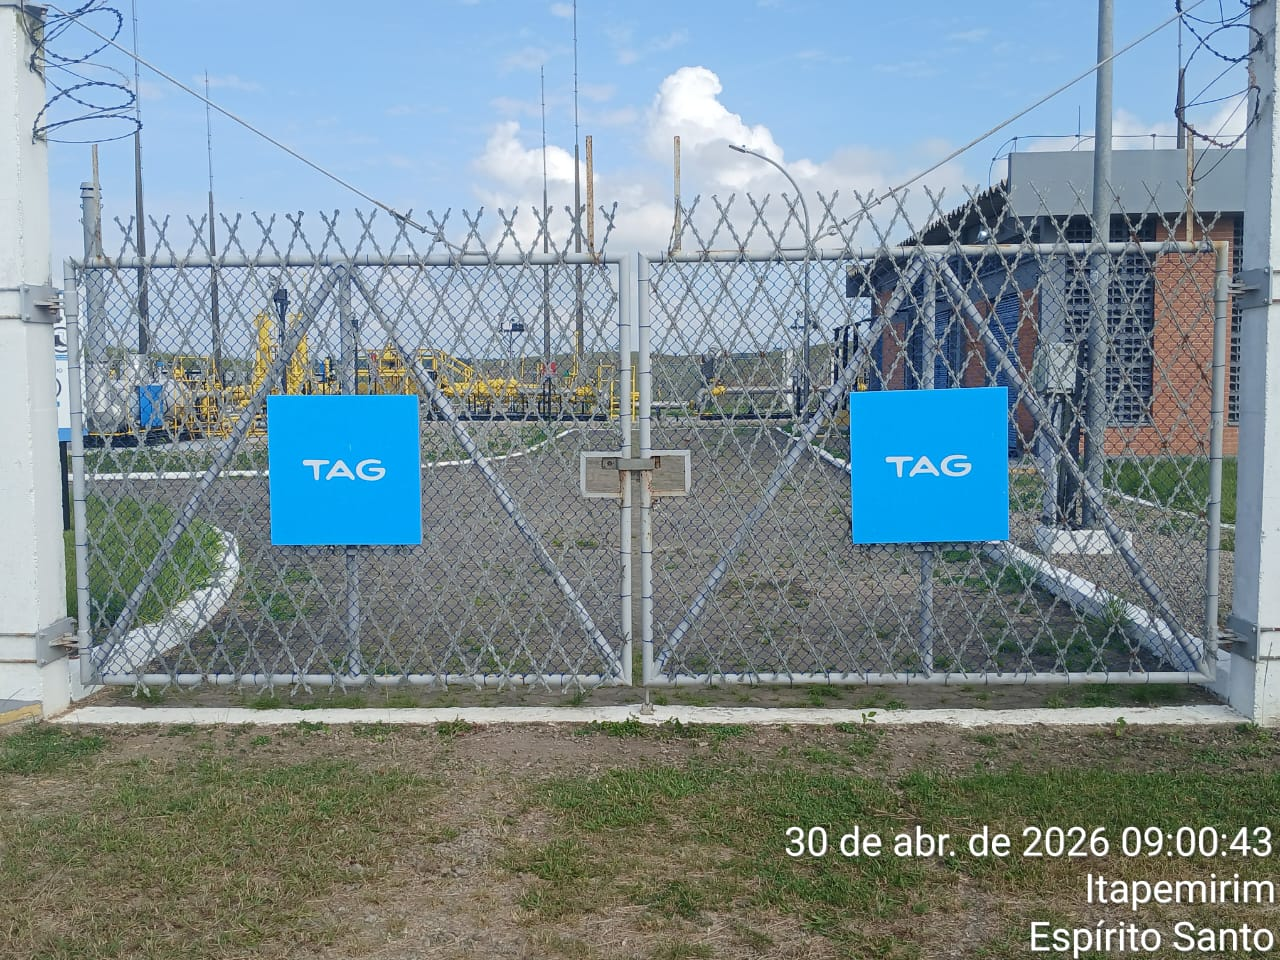 TAG
TAG
30 de abr. de 2026 09:00:43
Itapemirim
Espírito Santo